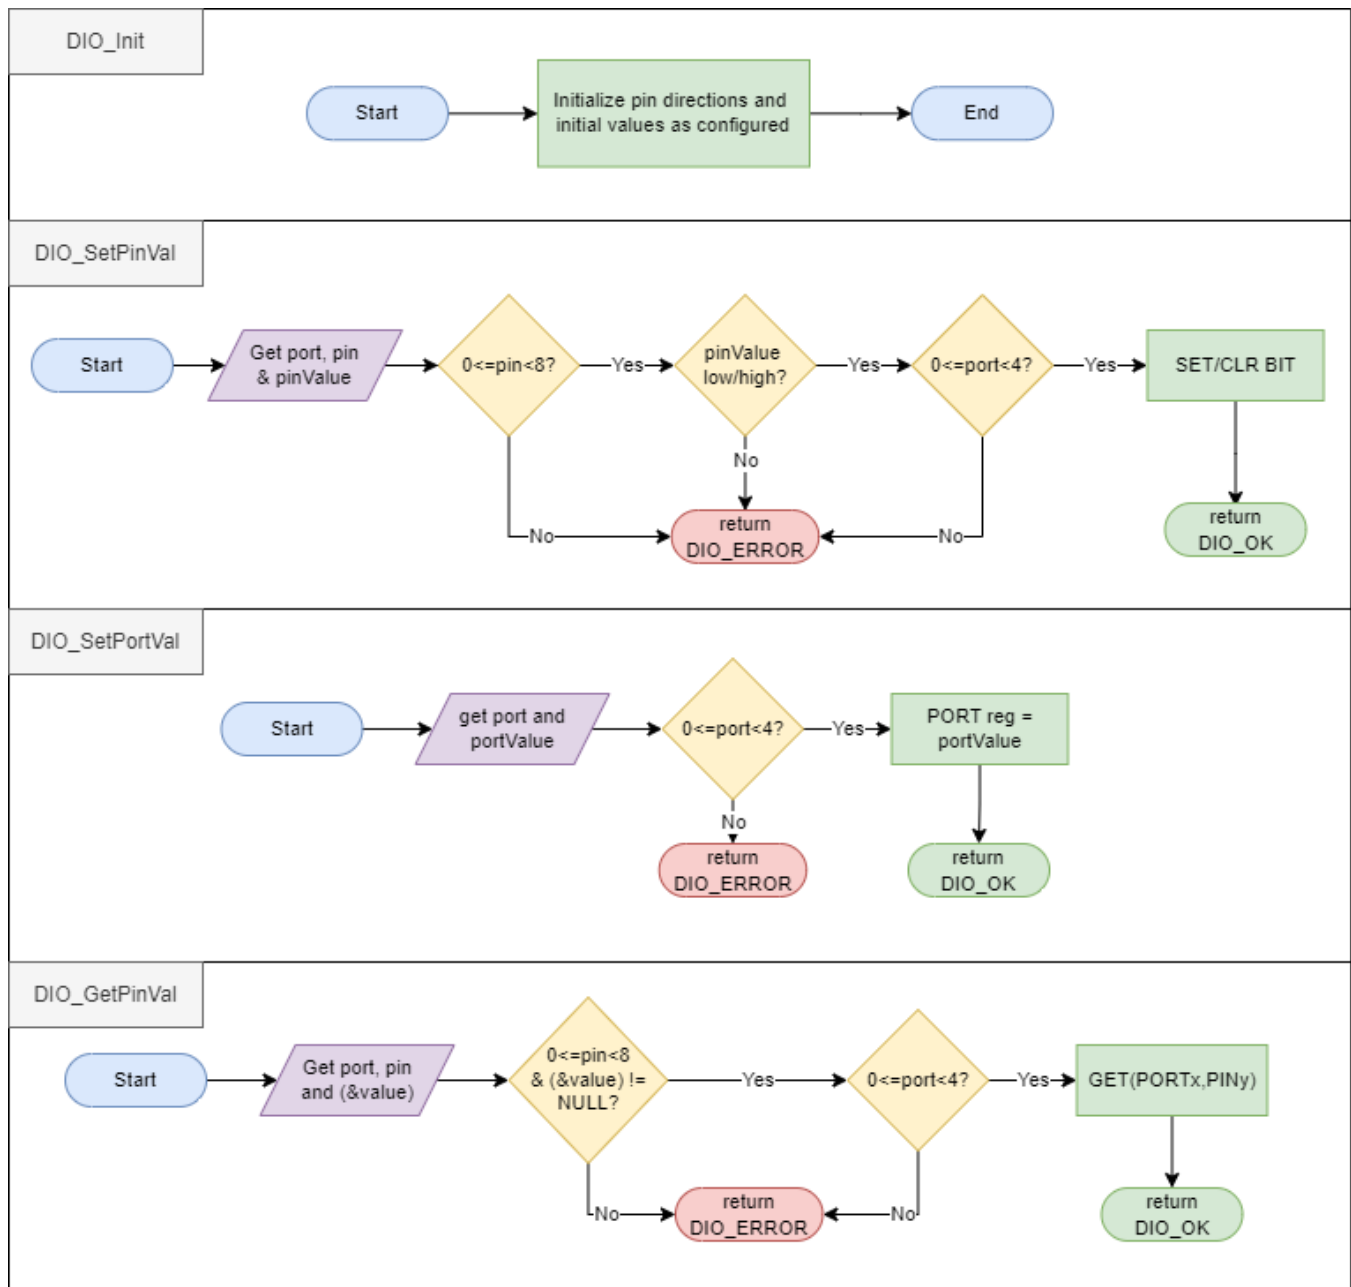 DIO_Init
Start
Initialize pin directions and
initial values as configured
End
DIO_SetPinVal
Start
Get port, pin
& pinValue
0<=pin<8?
Yes
pinValue
low/high?
Yes
0<=port<4?
Yes
SET/CLR BIT
No
No
No
return
DIO_ERROR
return
DIO_OK
DIO_SetPortVal
Start
get port and
portValue
0<=port<4?
Yes
PORT reg =
portValue
No
return
DIO_ERROR
return
DIO_OK
DIO_GetPinVal
Start
Get port, pin
and (&value)
0<=pin<8
& (&value) !=
NULL?
Yes
0<=port<4?
Yes
GET(PORTx,PINy)
No
No
return
DIO_ERROR
return
DIO_OK